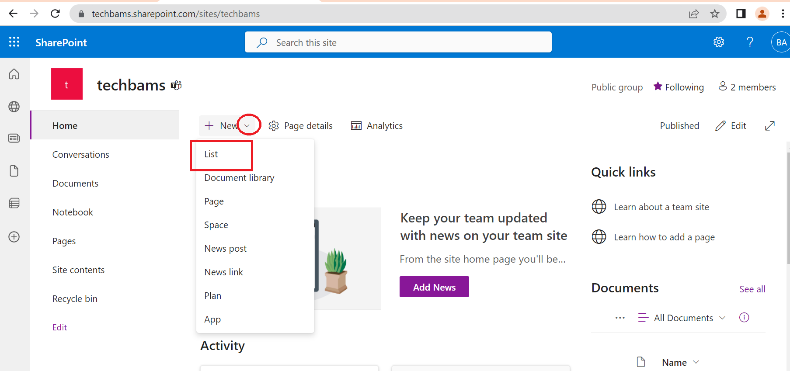 techbams.sharepoint.com/sites/techbams
SharePoint
Search this site
?
BA
t
techbams
Public group
Following
2 members
Home
Conversations
Documents
Notebook
Pages
Site contents
Recycle bin
Edit
New
Page details
Analytics
Published
Edit
List
Document library
Page
Space
News post
News link
Plan
App
Keep your team updated
with news on your team site
From the site home page you'll be...
Add News
Activity
Quick links
Learn about a team site
Learn how to add a page
Documents
See all
All Documents
Name